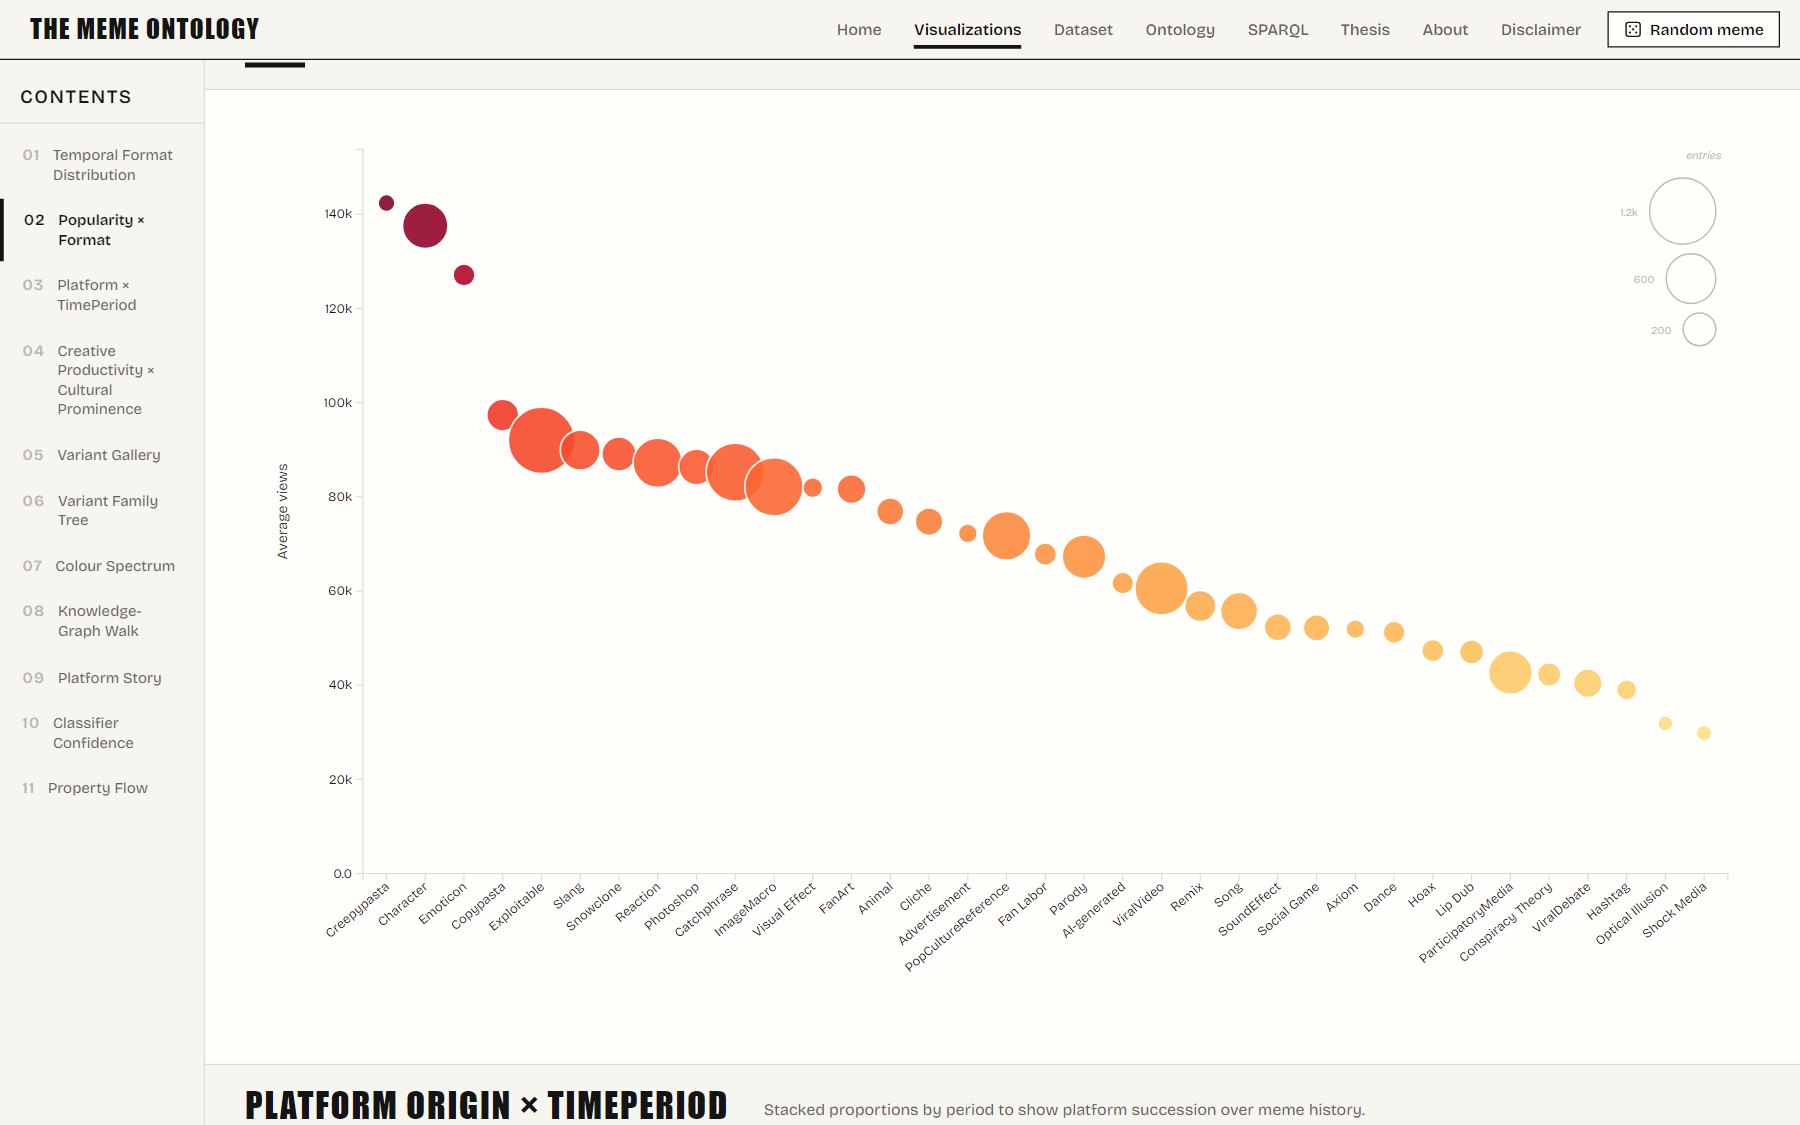 THE MEME ONTOLOGY
Home
Visualizations
Dataset
Ontology
SPARQL
Thesis
About
Disclaimer
Random meme
CONTENTS
01 Temporal Format
Distribution
02 Popularity ×
Format
03 Platform ×
TimePeriod
04 Creative
Productivity ×
Cultural
Prominence
05 Variant Gallery
06 Variant Family
Tree
07 Colour Spectrum
08 Knowledge-
Graph Walk
09 Platform Story
10 Classifier
Confidence
11 Property Flow
entries
1.2k
600
200
Average views
140k
120k
100k
80k
60k
40k
20k
0.0
Creepypasta
Character
Emoticon
Copypasta
Exploitable
Slang
Snowclone
Reaction
Photoshop
Catchphrase
ImageMacro
Visual Effect
FanArt
Animal
Cliche
Advertisement
PopCultureReference
Fan Labor
Parody
AI-generated
ViralVideo
Remix
Song
SoundEffect
Social Game
Axiom
Dance
Hoax
Lip Dub
ParticipatoryMedia
Conspiracy Theory
ViralDebate
Hashtag
Optical Illusion
Shock Media
PLATFORM ORIGIN × TIMEPERIOD
Stacked proportions by period to show platform succession over meme history.